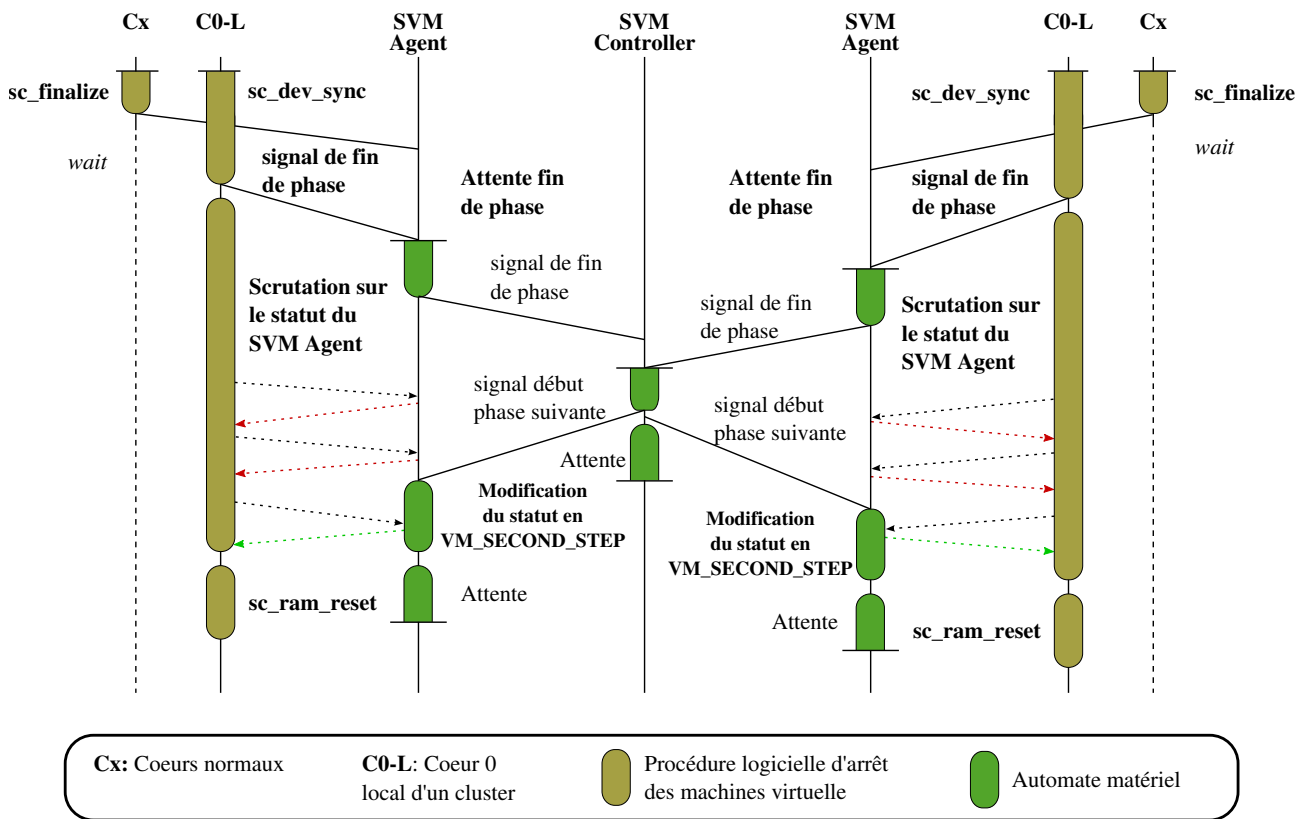 Cx
C0-L
SVM
Agent
SVM
Controller
SVM
Agent
C0-L
Cx
sc_finalize
sc_dev_sync
sc_dev_sync
sc_finalize
wait
wait
signal de fin
de phase
Attente fin
de phase
Attente fin
de phase
signal de fin
de phase
signal de fin
de phase
signal de fin
de phase
Scrutation sur
le statut du
SVM Agent
Scrutation sur
le statut du
SVM Agent
signal début
phase suivante
signal début
phase suivante
Attente
Modification
du statut en
VM_SECOND_STEP
Modification
du statut en
VM_SECOND_STEP
sc_ram_reset
Attente
Attente
sc_ram_reset
Cx: Coeurs normaux
C0-L: Coeur 0
local d'un cluster
Procédure logicielle d'arrêt
des machines virtuelle
Automate matériel